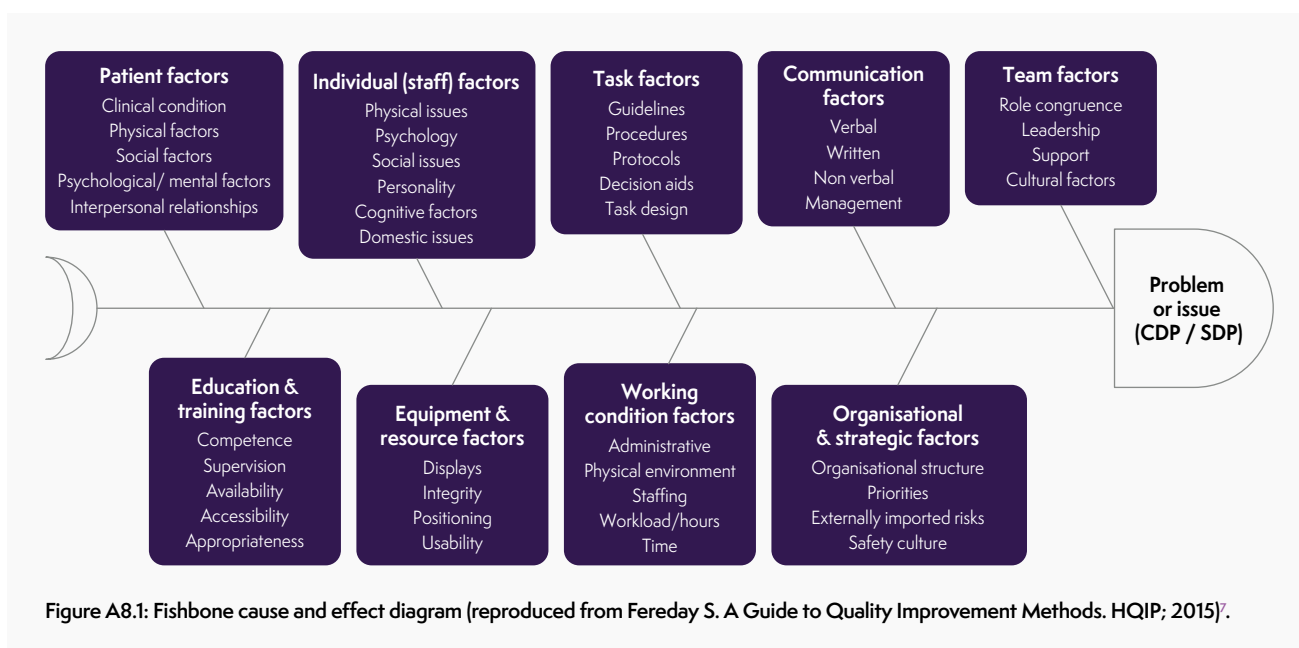 Patient factors
Clinical condition
Physical factors
Social factors
Psychological/ mental factors
Interpersonal relationships
Individual (staff) factors
Physical issues
Psychology
Social issues
Personality
Cognitive factors
Domestic issues
Task factors
Guidelines
Procedures
Protocols
Decision aids
Task design
Communication
factors
Verbal
Written
Non verbal
Management
Team factors
Role congruence
Leadership
Support
Cultural factors
Problem
or issue
(CDP / SDP)
Education &
training factors
Competence
Supervision
Availability
Accessibility
Appropriateness
Equipment &
resource factors
Displays
Integrity
Positioning
Usability
Working
condition factors
Administrative
Physical environment
Staffing
Workload/hours
Time
Organisational
& strategic factors
Organisational structure
Priorities
Externally imported risks
Safety culture
Figure A8.1: Fishbone cause and effect diagram (reproduced from Fereday S. A Guide to Quality Improvement Methods. HQIP; 2015)⁷.